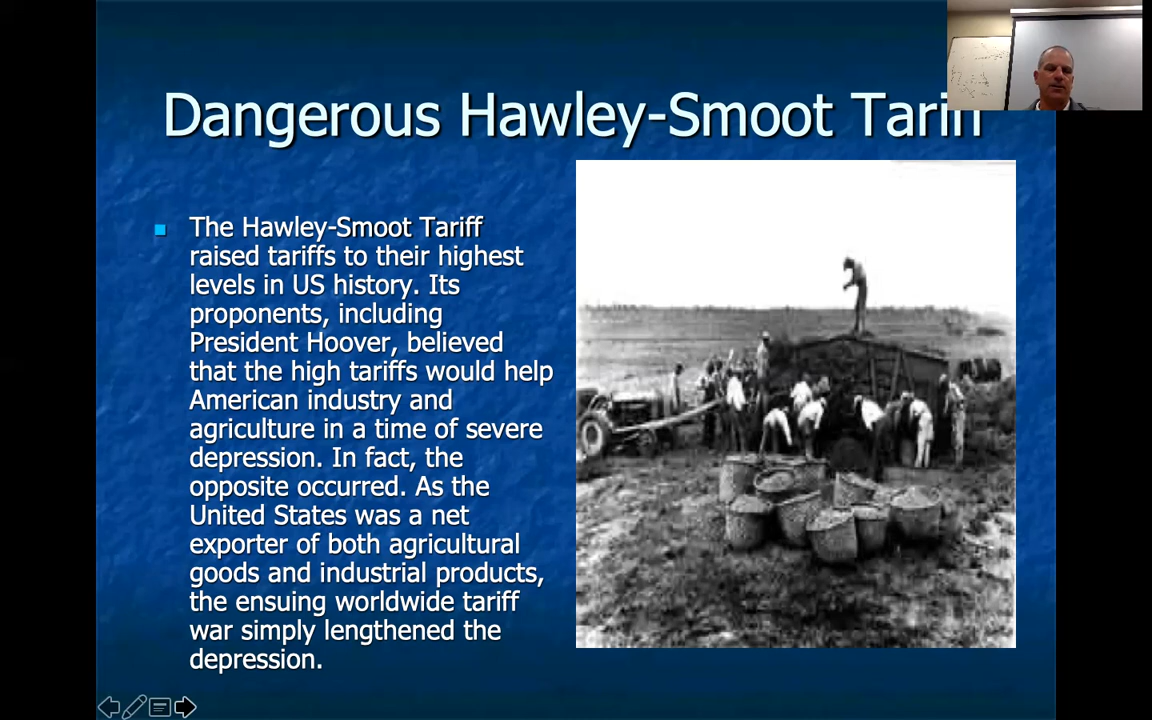 Dangerous Hawley-Smoot Tariff
The Hawley-Smoot Tariff
raised tariffs to their highest
levels in US history. Its
proponents, including
President Hoover, believed
that the high tariffs would help
American industry and
agriculture in a time of severe
depression. In fact, the
opposite occurred. As the
United States was a net
exporter of both agricultural
goods and industrial products,
the ensuing worldwide tariff
war simply lengthened the
depression.